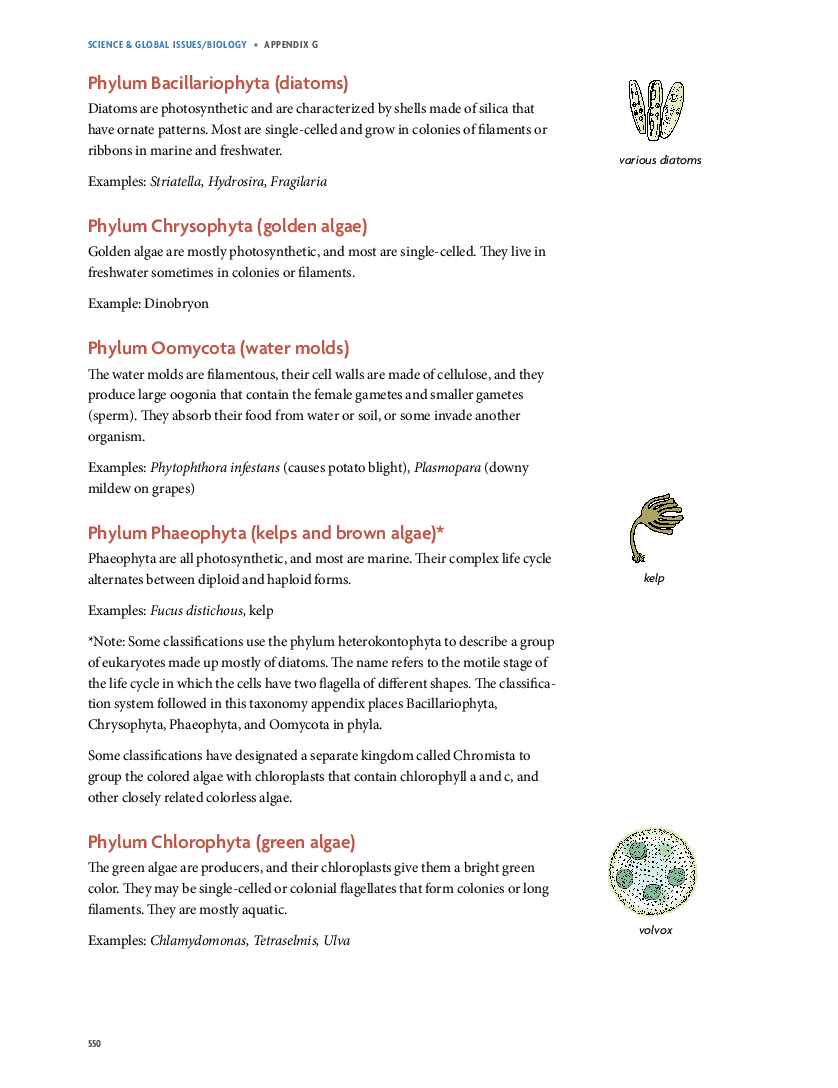 SCIENCE & GLOBAL ISSUES/BIOLOGY • APPENDIX G
Phylum Bacillariophyta (diatoms)
Diatoms are photosynthetic and are characterized by shells made of silica that
have ornate patterns. Most are single-celled and grow in colonies of filaments or
ribbons in marine and freshwater.
various diatoms
Examples: Striatella, Hydrosira, Fragilaria
Phylum Chrysophyta (golden algae)
Golden algae are mostly photosynthetic, and most are single-celled. They live in
freshwater sometimes in colonies or filaments.
Example: Dinobryon
Phylum Oomycota (water molds)
The water molds are filamentous, their cell walls are made of cellulose, and they
produce large oogonia that contain the female gametes and smaller gametes
(sperm). They absorb their food from water or soil, or some invade another
organism.
Examples: Phytophthora infestans (causes potato blight), Plasmopara (downy
mildew on grapes)
Phylum Phaeophyta (kelps and brown algae)*
Phaeophyta are all photosynthetic, and most are marine. Their complex life cycle
alternates between diploid and haploid forms.
kelp
Examples: Fucus distichous, kelp
*Note: Some classifications use the phylum heterokontophyta to describe a group
of eukaryotes made up mostly of diatoms. The name refers to the motile stage of
the life cycle in which the cells have two flagella of different shapes. The classifica-
tion system followed in this taxonomy appendix places Bacillariophyta,
Chrysophyta, Phaeophyta, and Oomycota in phyla.
Some classifications have designated a separate kingdom called Chromista to
group the colored algae with chloroplasts that contain chlorophyll a and c, and
other closely related colorless algae.
Phylum Chlorophyta (green algae)
The green algae are producers, and their chloroplasts give them a bright green
color. They may be single-celled or colonial flagellates that form colonies or long
filaments. They are mostly aquatic.
volvox
Examples: Chlamydomonas, Tetraselmis, Ulva
550